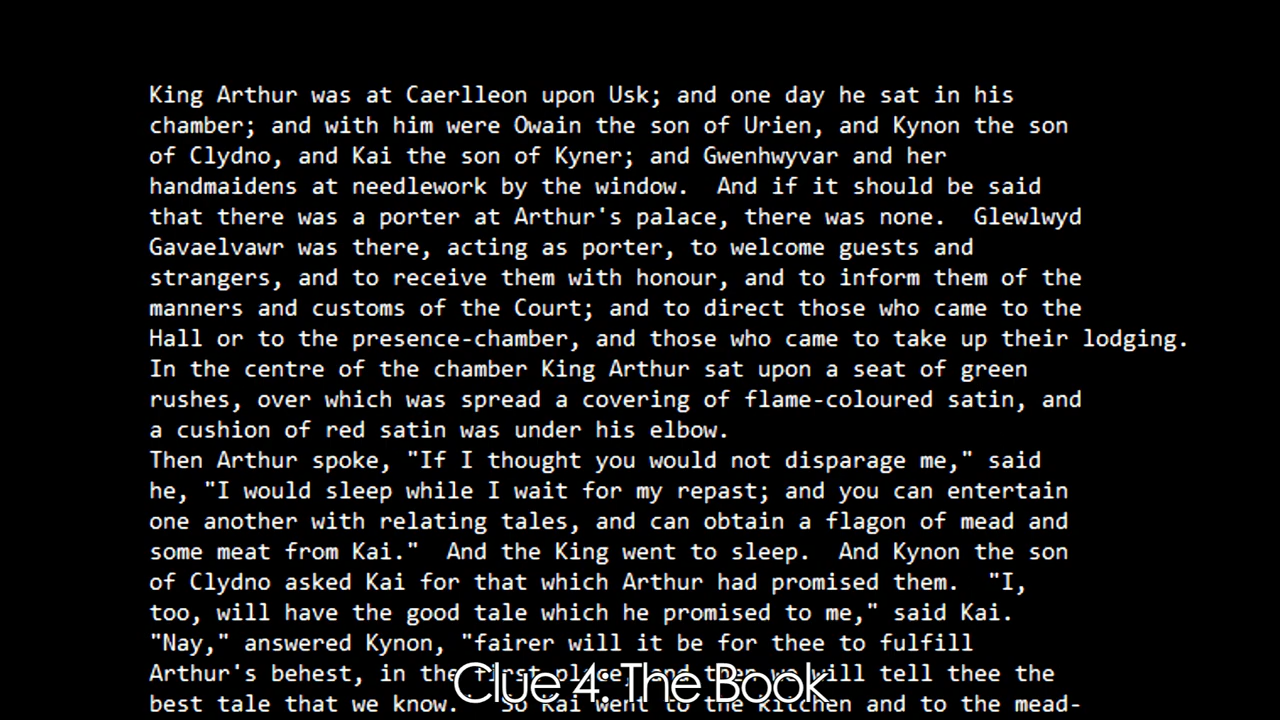 King Arthur was at Caerlleon upon Usk; and one day he sat in his
chamber; and with him were Owain the son of Urien, and Kynon the son
of Clydno, and Kai the son of Kyner; and Gwenhwyvar and her
handmaidens at needlework by the window.  And if it should be said
that there was a porter at Arthur's palace, there was none.  Glewlwyd
Gavaelvawr was there, acting as porter, to welcome guests and
strangers, and to receive them with honour, and to inform them of the
manners and customs of the Court; and to direct those who came to the
Hall or to the presence-chamber, and those who came to take up their lodging.
In the centre of the chamber King Arthur sat upon a seat of green
rushes, over which was spread a covering of flame-coloured satin, and
a cushion of red satin was under his elbow.
Then Arthur spoke, "If I thought you would not disparage me," said
he, "I would sleep while I wait for my repast; and you can entertain
one another with relating tales, and can obtain a flagon of mead and
some meat from Kai."  And the King went to sleep.  And Kynon the son
of Clydno asked Kai for that which Arthur had promised them.  "I,
too, will have the good tale which he promised to me," said Kai.
"Nay," answered Kynon, "fairer will it be for thee to fulfill
Arthur's behest, in the first place, and then we will tell thee the
best tale that we know."  So Kai went to the kitchen and to the mead-
Clue 4: The Book